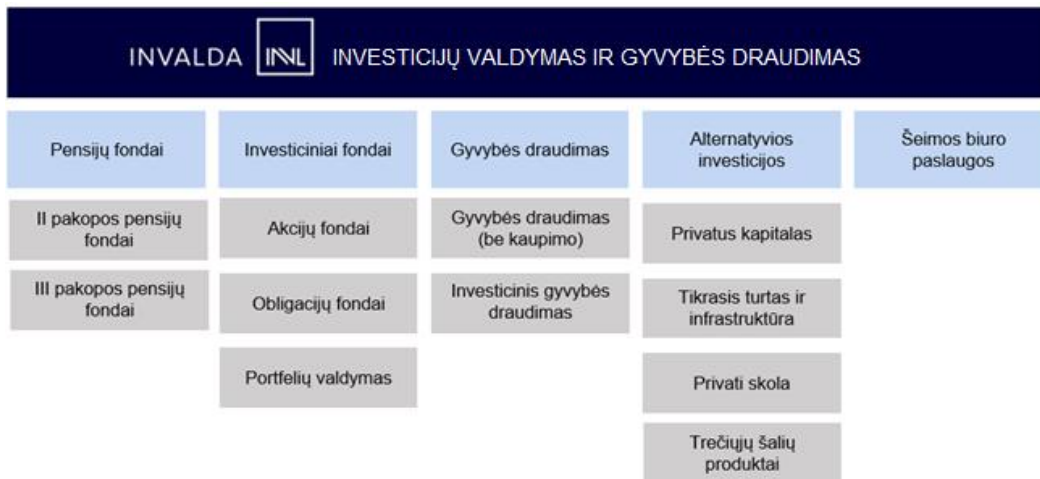 INVALDA INVL INVESTICIJŲ VALDYMAS IR GYVYBĖS DRAUDIMAS
Pensijų fondai
II pakopos pensijų
fondai
III pakopos pensijų
fondai
Investiciniai fondai
Akcijų fondai
Obligacijų fondai
Portfelių valdymas
Gyvybės draudimas
Gyvybės draudimas
(be kaupimo)
Investicinis gyvybės
draudimas
Alternatyvios
investicijos
Privatus kapitalas
Tikrasis turtas ir
infrastruktūra
Privati skola
Trečiųjų šalių
produktai
Šeimos biuro
paslaugos